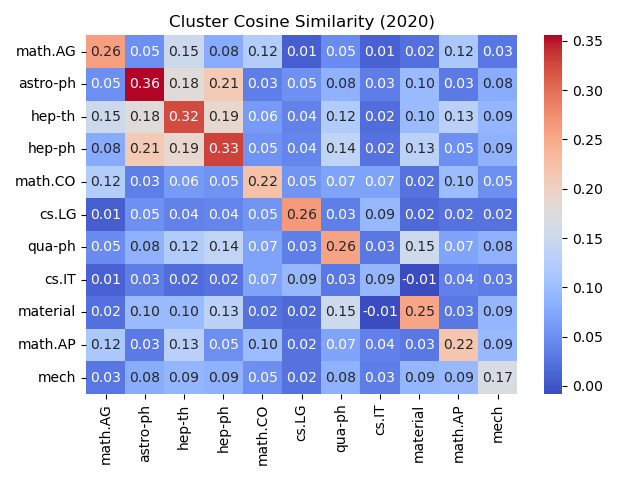 Cluster Cosine Similarity (2020)
math.AG 0.26 0.05 0.15 0.08 0.12 0.01 0.05 0.01 0.02 0.12 0.03
astro-ph 0.05 0.36 0.18 0.21 0.03 0.05 0.08 0.03 0.10 0.03 0.08
hep-th 0.15 0.18 0.32 0.19 0.06 0.04 0.12 0.02 0.10 0.13 0.09
hep-ph 0.08 0.21 0.19 0.33 0.05 0.04 0.14 0.02 0.13 0.05 0.09
math.CO 0.12 0.03 0.06 0.05 0.22 0.05 0.07 0.07 0.02 0.10 0.05
cs.LG 0.01 0.05 0.04 0.04 0.05 0.26 0.03 0.09 0.02 0.02 0.02
qua-ph 0.05 0.08 0.12 0.14 0.07 0.03 0.26 0.03 0.15 0.07 0.08
cs.IT 0.01 0.03 0.02 0.02 0.07 0.09 0.03 0.09 -0.01 0.04 0.03
material 0.02 0.10 0.10 0.13 0.02 0.02 0.15 -0.01 0.25 0.03 0.09
math.AP 0.12 0.03 0.13 0.05 0.10 0.02 0.07 0.04 0.03 0.22 0.09
mech 0.03 0.08 0.09 0.09 0.05 0.02 0.08 0.03 0.09 0.09 0.17
math.AG
astro-ph
hep-th
hep-ph
math.CO
cs.LG
qua-ph
cs.IT
material
math.AP
mech
0.35
0.30
0.25
0.20
0.15
0.10
0.05
0.00